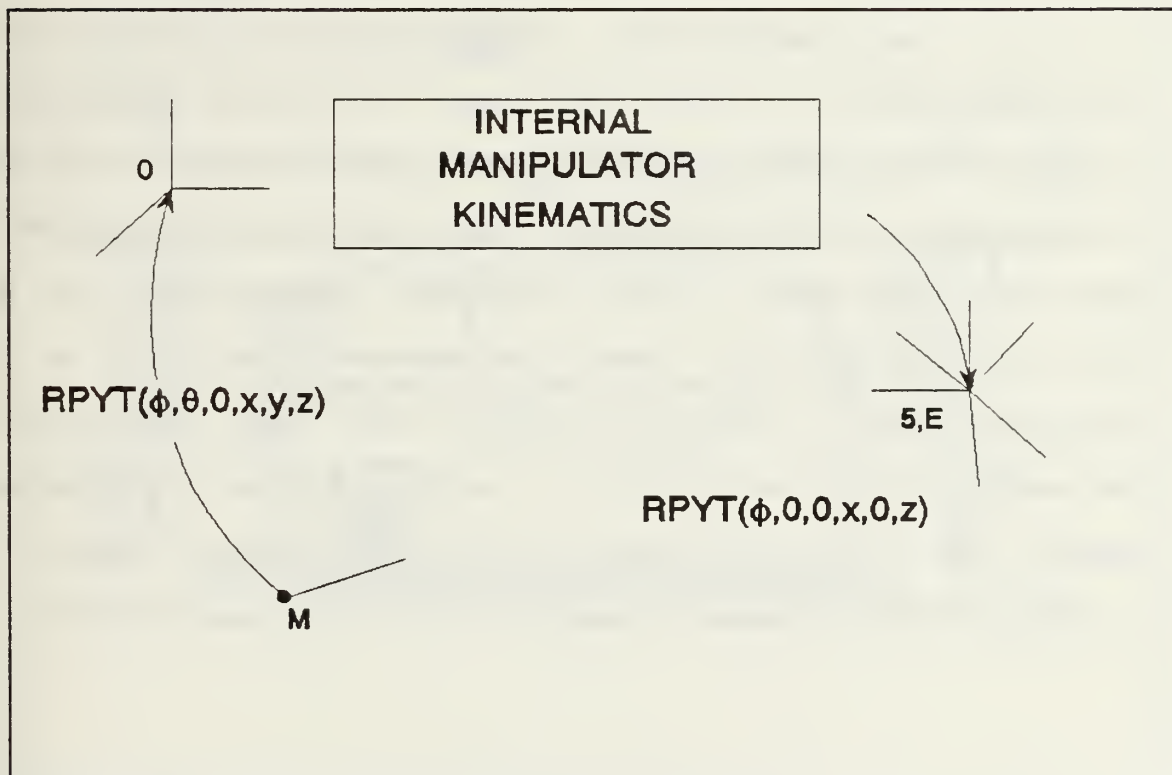 INTERNAL
MANIPULATOR
KINEMATICS
0
RPYT(ϕ,θ,0,x,y,z)
5,E
RPYT(ϕ,0,0,x,0,z)
M